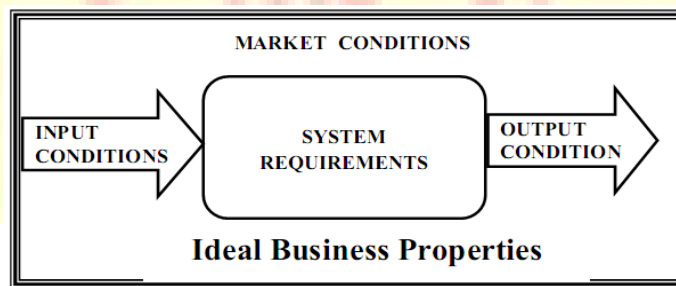 MARKET CONDITIONS
INPUT
CONDITIONS
SYSTEM
REQUIREMENTS
OUTPUT
CONDITION
Ideal Business Properties